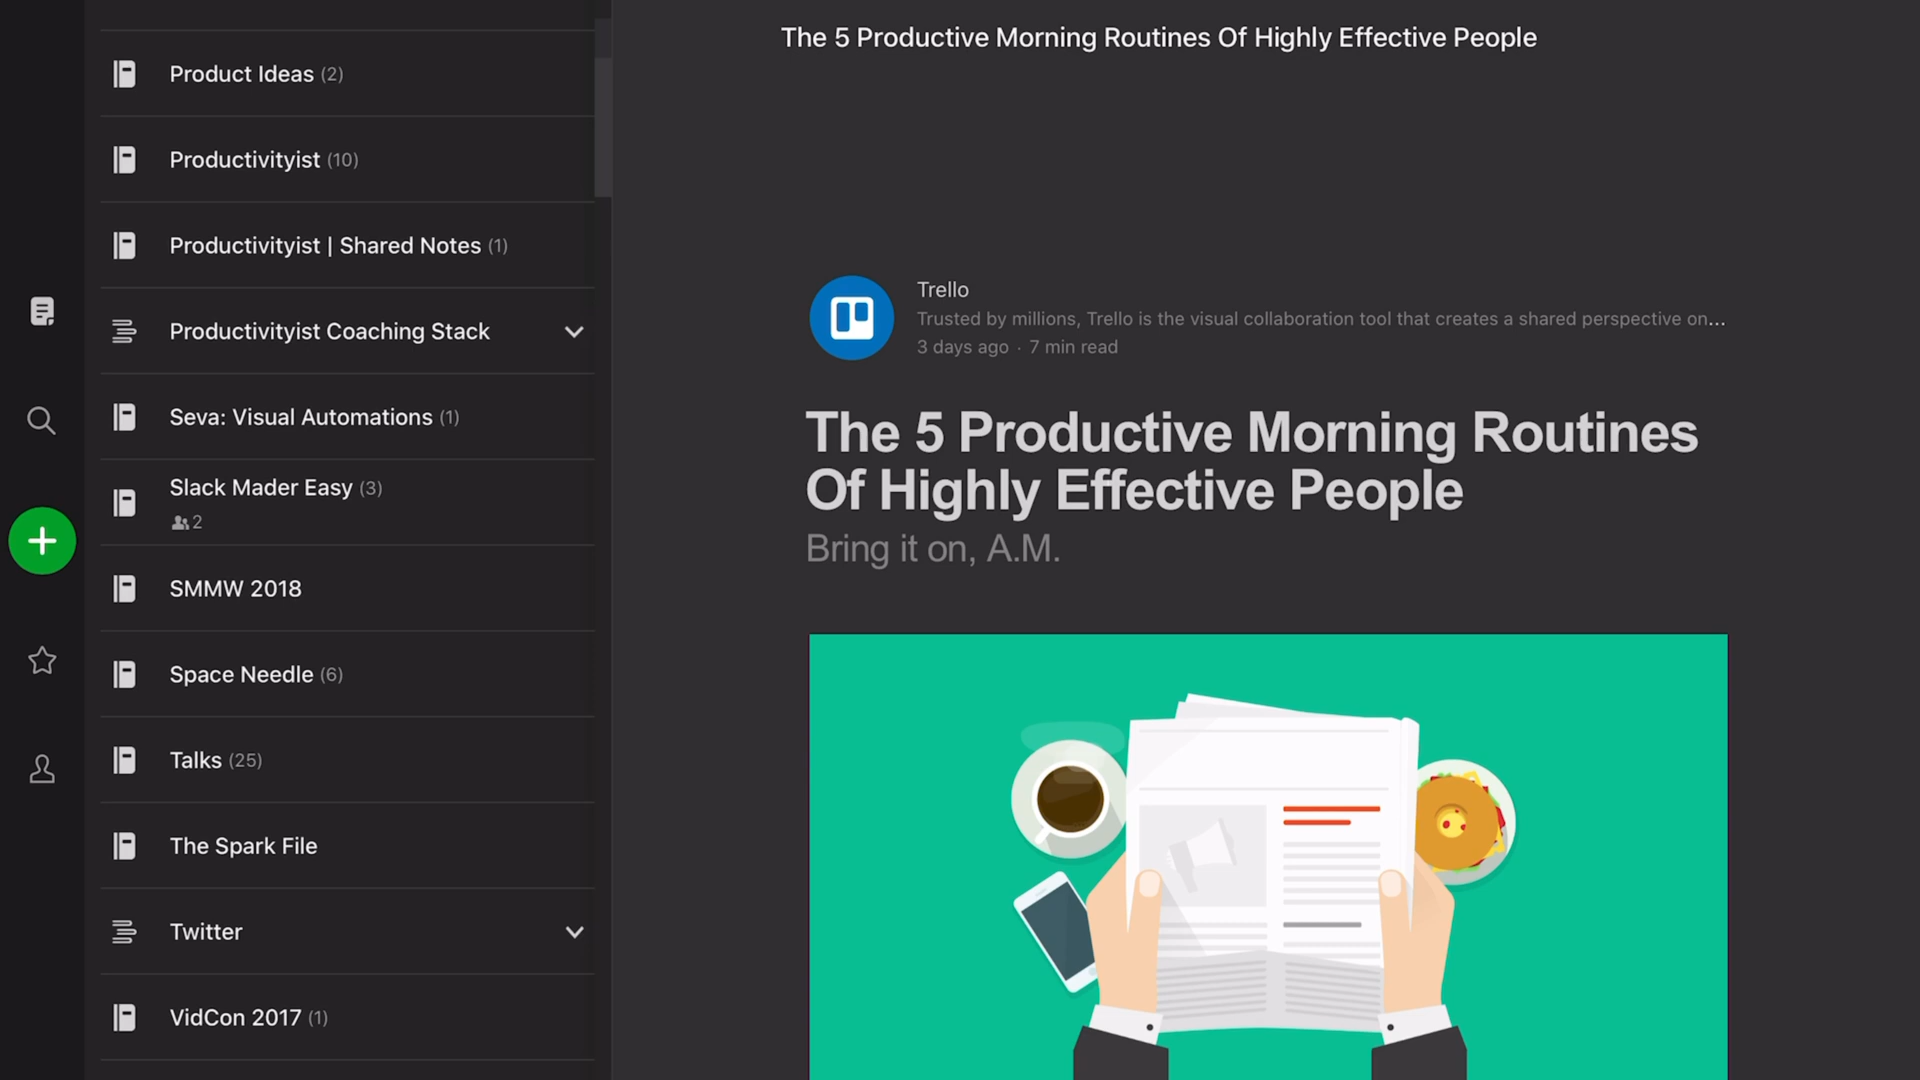 Product Ideas (2)
Productivityist (10)
Productivityist | Shared Notes (1)
Productivityist Coaching Stack
Seva: Visual Automations (1)
Slack Mader Easy (3)
2
SMMW 2018
Space Needle (6)
Talks (25)
The Spark File
Twitter
VidCon 2017 (1)
The 5 Productive Morning Routines Of Highly Effective People
Trello
Trusted by millions, Trello is the visual collaboration tool that creates a shared perspective on...
3 days ago · 7 min read
The 5 Productive Morning Routines
Of Highly Effective People
Bring it on, A.M.